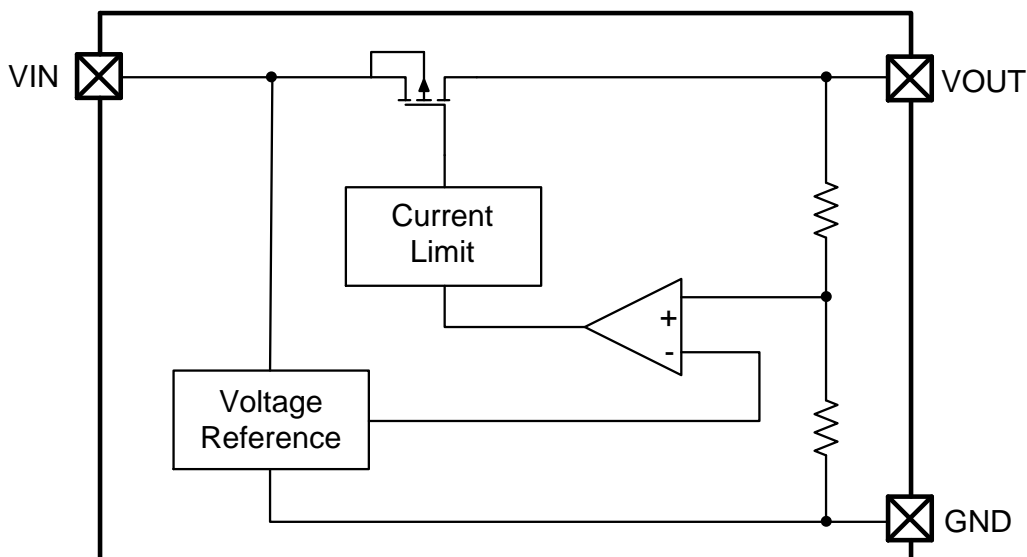 VIN
VOUT
Current
Limit
+
-
Voltage
Reference
GND